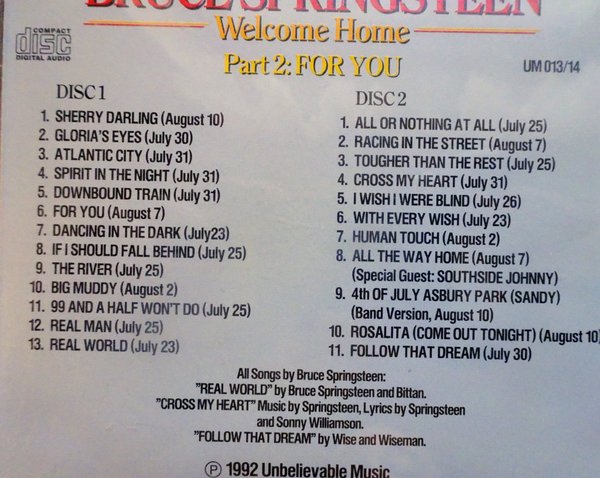 BRUCE SPRINGSTEEN
Welcome Home
Part 2: FOR YOU
COMPACT
disc
DIGITAL AUDIO
UM 013/14
DISC 1
1. SHERRY DARLING (August 10)
2. GLORIA'S EYES (July 30)
3. ATLANTIC CITY (July 31)
4. SPIRIT IN THE NIGHT (July 31)
5. DOWNBOUND TRAIN (July 31)
6. FOR YOU (August 7)
7. DANCING IN THE DARK (July23)
8. IF I SHOULD FALL BEHIND (July 25)
9. THE RIVER (July 25)
10. BIG MUDDY (August 2)
11. 99 AND A HALF WON'T DO (July 25)
12. REAL MAN (July 25)
13. REAL WORLD (July 23)
DISC 2
1. ALL OR NOTHING AT ALL (July 25)
2. RACING IN THE STREET (August 7)
3. TOUGHER THAN THE REST (July 25)
4. CROSS MY HEART (July 31)
5. I WISH I WERE BLIND (July 26)
6. WITH EVERY WISH (July 23)
7. HUMAN TOUCH (August 2)
8. ALL THE WAY HOME (August 7)
(Special Guest: SOUTHSIDE JOHNNY)
9. 4th OF JULY ASBURY PARK (SANDY)
(Band Version, August 10)
10. ROSALITA (COME OUT TONIGHT) (August 10)
11. FOLLOW THAT DREAM (July 30)
All Songs by Bruce Springsteen:
"REAL WORLD" by Bruce Springsteen and Bittan.
"CROSS MY HEART" Music by Springsteen, Lyrics by Springsteen
and Sonny Williamson.
"FOLLOW THAT DREAM" by Wise and Wiseman.
℗ 1992 Unbelievable Music